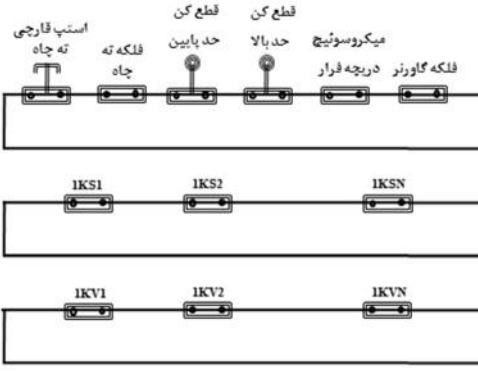 استپ قارچی
ته چاه
فلکه ته
چاه
قطع کن
حد پایین
قطع کن
حد بالا
میکروسوئیچ
دریچه فرار
فلکه گاورنر
1KS1
1KS2
1KSN
1KV1
1KV2
1KVN